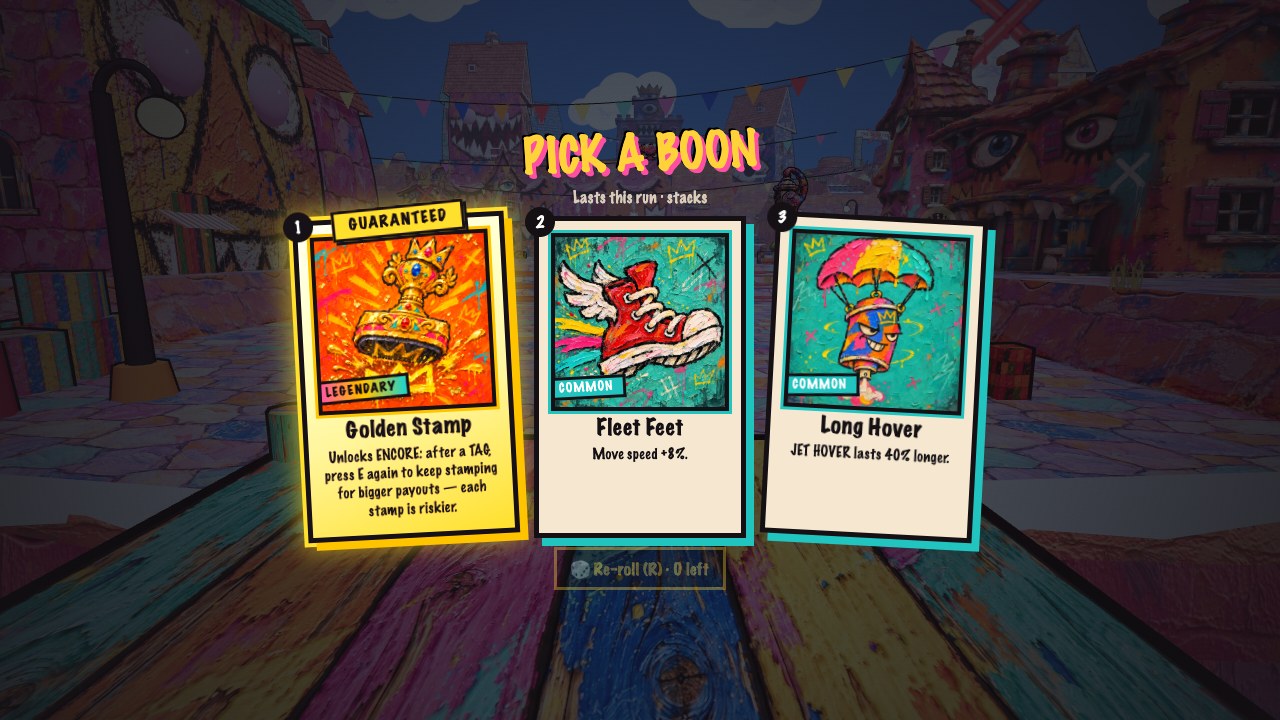 PICK A BOON
Lasts this run · stacks
1
GUARANTEED
LEGENDARY
Golden Stamp
Unlocks ENCORE: after a TAG,
press E again to keep stamping
for bigger payouts — each
stamp is riskier.
2
COMMON
Fleet Feet
Move speed +8%.
3
COMMON
Long Hover
JET HOVER lasts 40% longer.
Re-roll (R) · 0 left